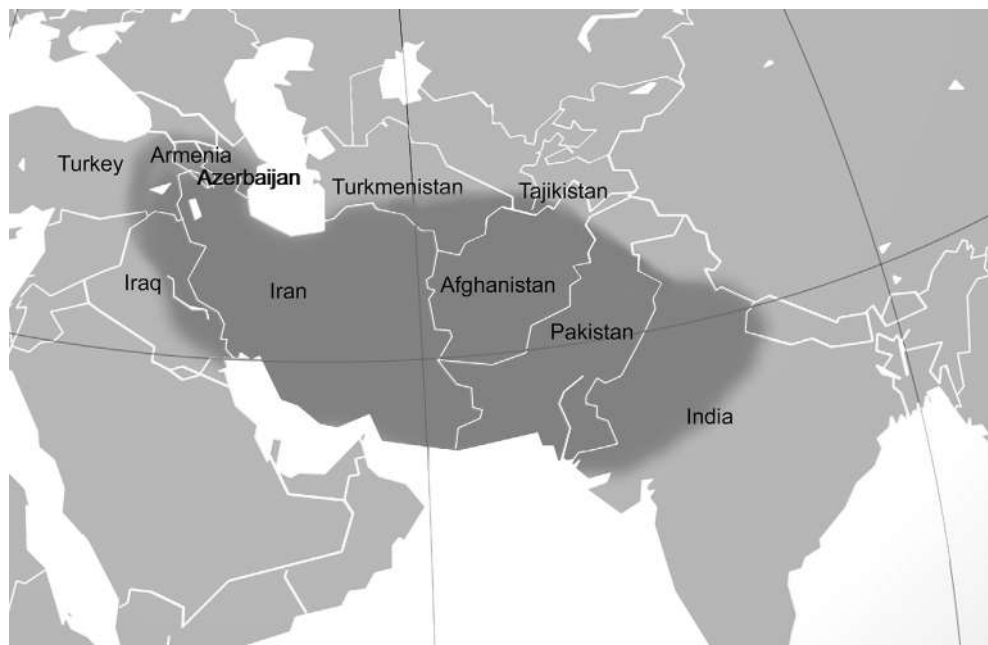 Turkey
Armenia
Azerbaijan
Turkmenistan
Tajikistan
Iraq
Iran
Afghanistan
Pakistan
India